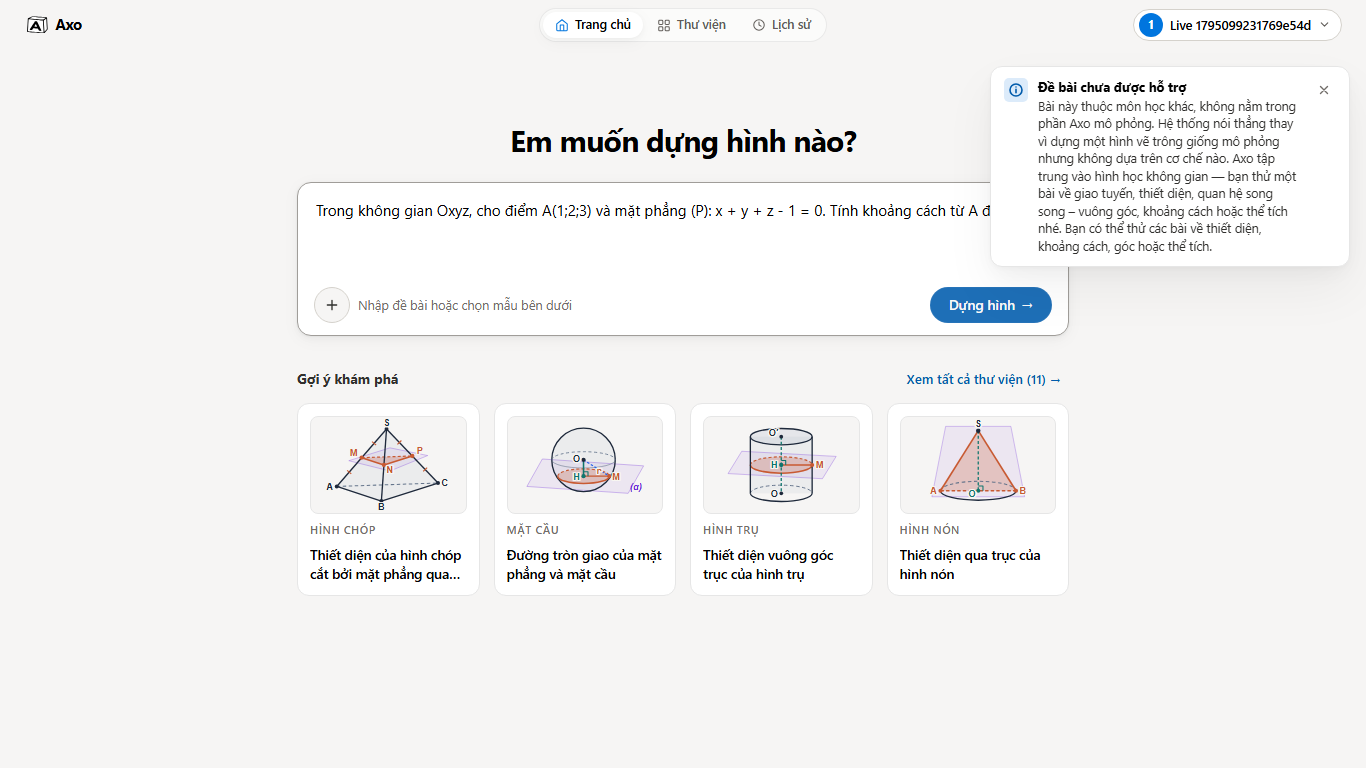 Axo
Trang chủ
Thư viện
Lịch sử
1
Live 1795099231769e54d
Đề bài chưa được hỗ trợ
Bài này thuộc môn học khác, không nằm trong
phần Axo mô phỏng. Hệ thống nói thẳng thay
vì dựng một hình vẽ trông giống mô phỏng
nhưng không dựa trên cơ chế nào. Axo tập
trung vào hình học không gian — bạn thử một
bài về giao tuyến, thiết diện, quan hệ song
song – vuông góc, khoảng cách hoặc thể tích
nhé. Bạn có thể thử các bài về thiết diện,
khoảng cách, góc hoặc thể tích.
Em muốn dựng hình nào?
Trong không gian Oxyz, cho điểm A(1;2;3) và mặt phẳng (P): x + y + z - 1 = 0. Tính khoảng cách từ A đ
Nhập đề bài hoặc chọn mẫu bên dưới
Dựng hình →
Gợi ý khám phá
Xem tất cả thư viện (11) →
S
M
P
N
A
C
B
HÌNH CHÓP
Thiết diện của hình chóp
cắt bởi mặt phẳng qua...
O
r
H
M
(α)
MẶT CẦU
Đường tròn giao của mặt
phẳng và mặt cầu
O'
H
M
O
HÌNH TRỤ
Thiết diện vuông góc
trục của hình trụ
S
A
O
B
HÌNH NÓN
Thiết diện qua trục của
hình nón